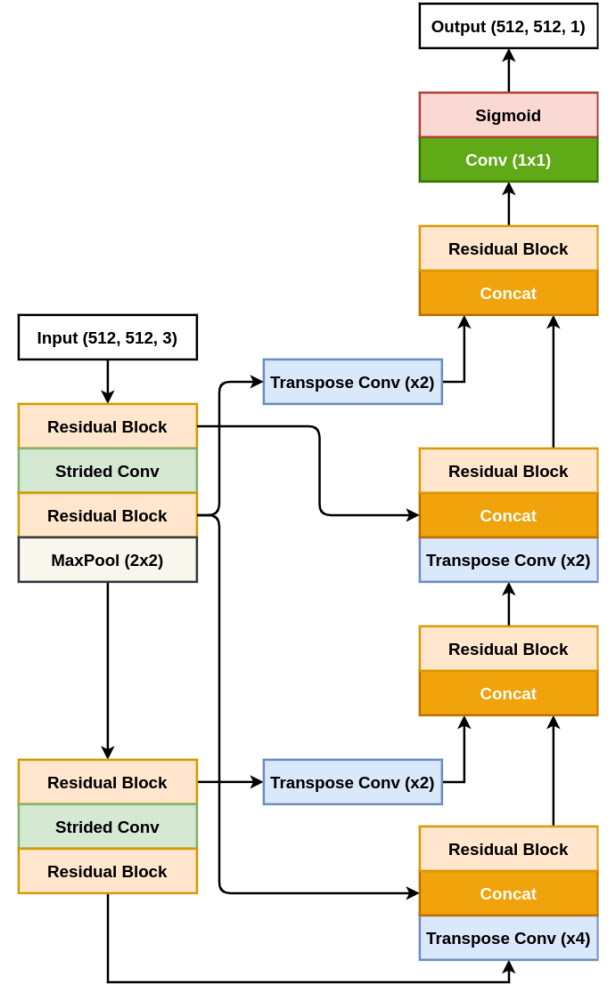 Output (512, 512, 1)
Sigmoid
Conv (1x1)
Residual Block
Concat
Input (512, 512, 3)
Transpose Conv (x2)
Residual Block
Strided Conv
Residual Block
MaxPool (2x2)
Residual Block
Concat
Transpose Conv (x2)
Residual Block
Concat
Residual Block
Strided Conv
Residual Block
Transpose Conv (x2)
Residual Block
Concat
Transpose Conv (x4)